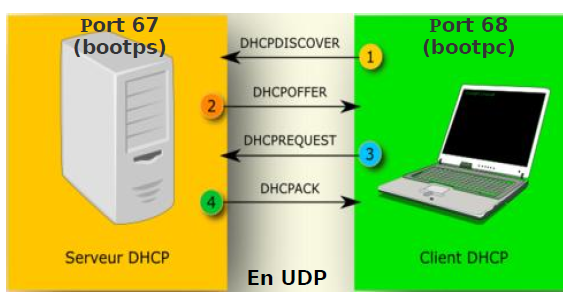 Port 67
(bootps)
Port 68
(bootpc)
DHCPDISCOVER
1
DHCPOFFER
2
DHCPREQUEST
3
DHCPACK
4
Serveur DHCP
Client DHCP
En UDP